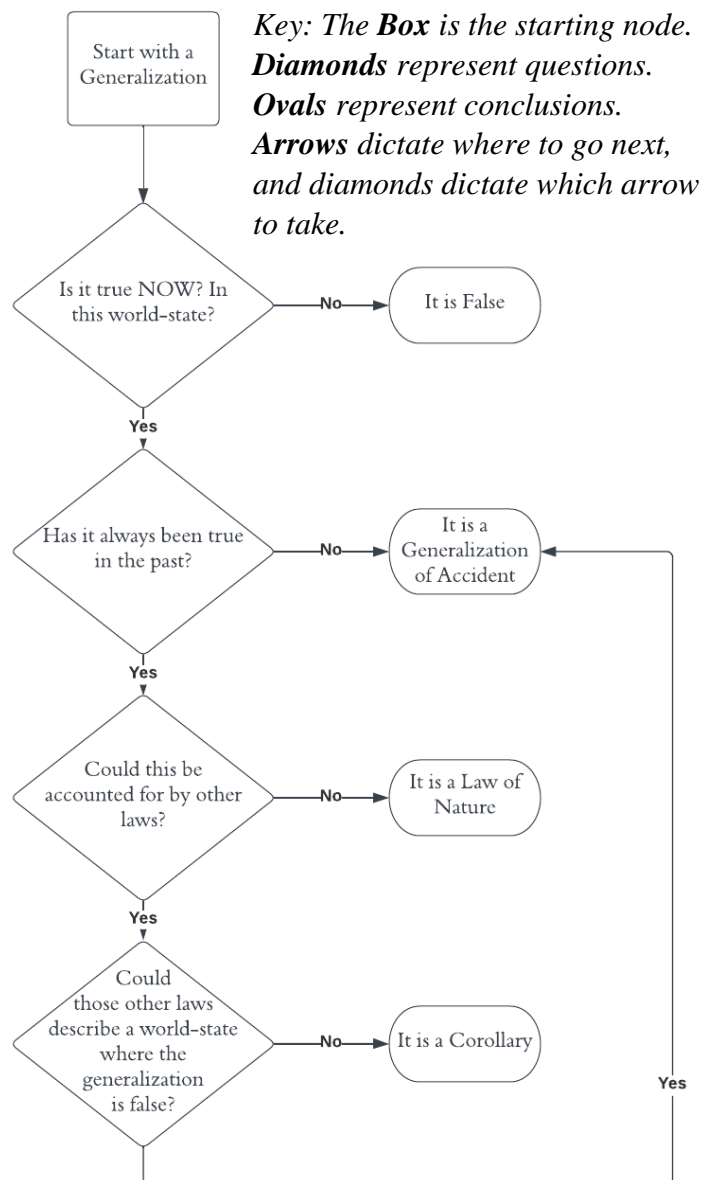 Start with a
Generalization
Key: The Box is the starting node.
Diamonds represent questions.
Ovals represent conclusions.
Arrows dictate where to go next,
and diamonds dictate which arrow
to take.
Is it true NOW? In
this world-state?
No
It is False
Yes
Has it always been true
in the past?
No
It is a
Generalization
of Accident
Yes
Could this be
accounted for by other
laws?
No
It is a Law of
Nature
Yes
Could
those other laws
describe a world-state
where the
generalization
is false?
No
It is a Corollary
Yes